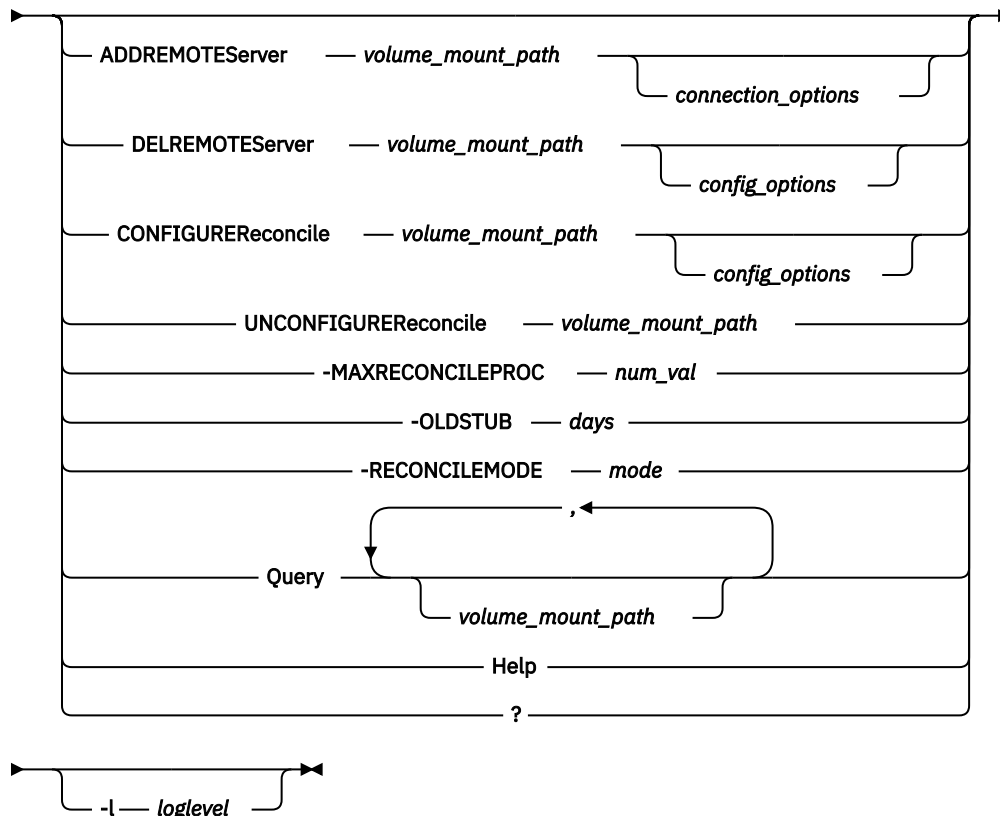 ADDREMOTEServer volume_mount_path
connection_options
DELREMOTEServer volume_mount_path
config_options
CONFIGUREReconcile volume_mount_path
config_options
UNCONFIGUREReconcile volume_mount_path
-MAXRECONCILEPROC num_val
-OLDSTUB days
-RECONCILEMODE mode
,
Query
volume_mount_path
Help
?
-l loglevel